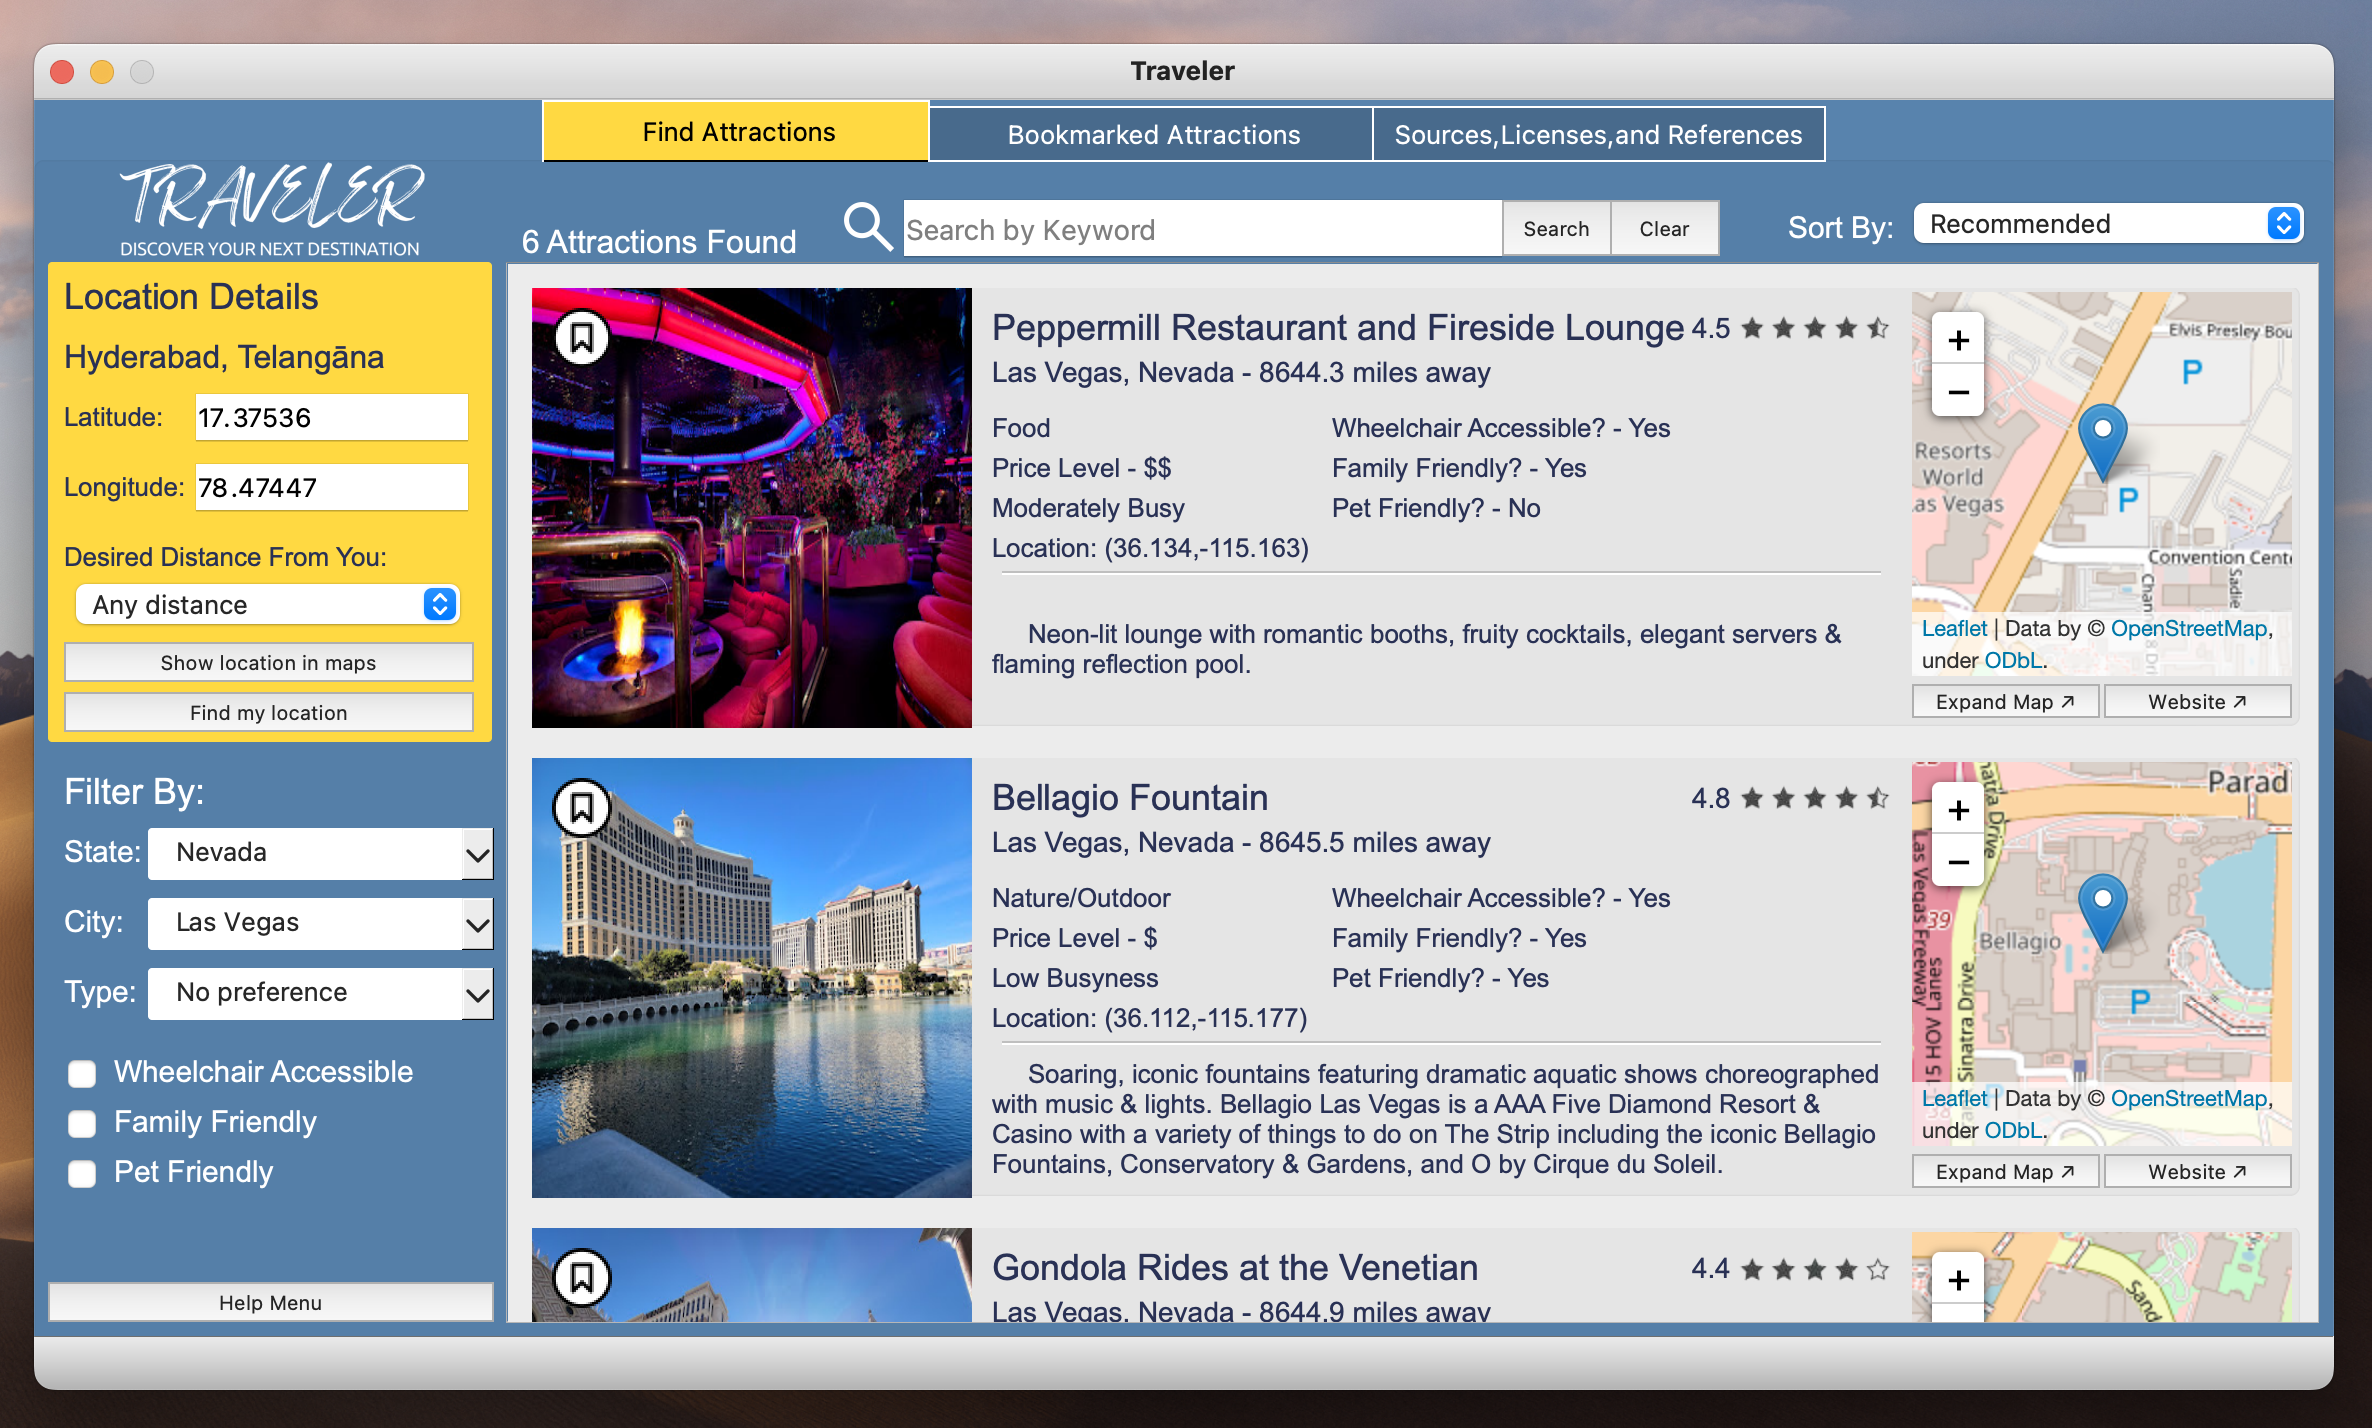 Traveler
Find Attractions
Bookmarked Attractions
Sources,Licenses,and References
TRAVELER
DISCOVER YOUR NEXT DESTINATION
6 Attractions Found
Search by Keyword
Search
Clear
Sort By:
Recommended
Location Details
Hyderabad, Telangāna
Latitude:
17.37536
Longitude:
78.47447
Desired Distance From You:
Any distance
Show location in maps
Find my location
Filter By:
State:
Nevada
City:
Las Vegas
Type:
No preference
Wheelchair Accessible
Family Friendly
Pet Friendly
Help Menu
Peppermill Restaurant and Fireside Lounge
4.5
Las Vegas, Nevada - 8644.3 miles away
Food
Wheelchair Accessible? - Yes
Price Level - $$
Family Friendly? - Yes
Moderately Busy
Pet Friendly? - No
Location: (36.134,-115.163)
Neon-lit lounge with romantic booths, fruity cocktails, elegant servers &
flaming reflection pool.
+
−
Elvis Presley Bou
P
Resorts
World
as Vegas
P
Convention Cent
Sadie
Chan
Leaflet | Data by © OpenStreetMap,
under ODbL.
Expand Map ↗
Website ↗
Bellagio Fountain
4.8
Las Vegas, Nevada - 8645.5 miles away
Nature/Outdoor
Wheelchair Accessible? - Yes
Price Level - $
Family Friendly? - Yes
Low Busyness
Pet Friendly? - Yes
Location: (36.112,-115.177)
Soaring, iconic fountains featuring dramatic aquatic shows choreographed
with music & lights. Bellagio Las Vegas is a AAA Five Diamond Resort &
Casino with a variety of things to do on The Strip including the iconic Bellagio
Fountains, Conservatory & Gardens, and O by Cirque du Soleil.
+
−
Parad
atra Drive
as Vegas Freeway
39
Bellagio
15 HOV Lanes
Sinatra Drive
P
Leaflet | Data by © OpenStreetMap,
under ODbL.
Expand Map ↗
Website ↗
Gondola Rides at the Venetian
4.4
Las Vegas, Nevada - 8644.9 miles away
+
Sand